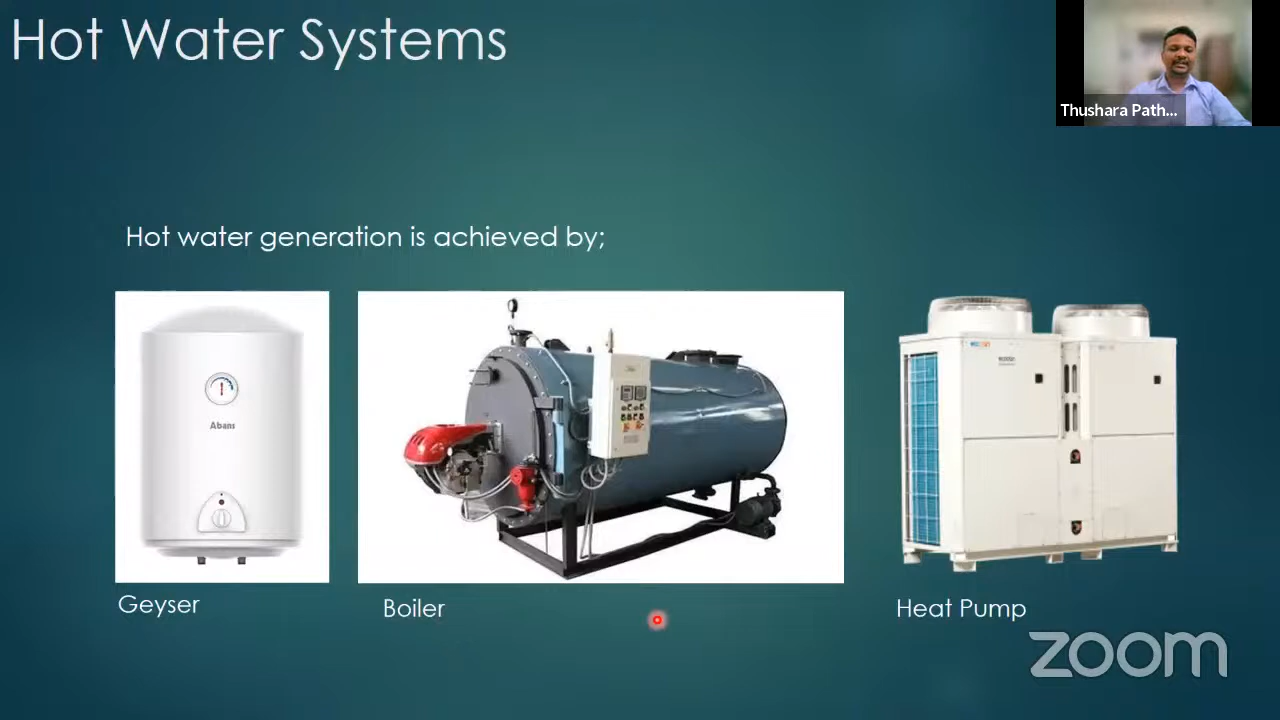 Hot Water Systems
Thushara Path...
Hot water generation is achieved by;
Abans
Geyser
Boiler
Heat Pump
zoom